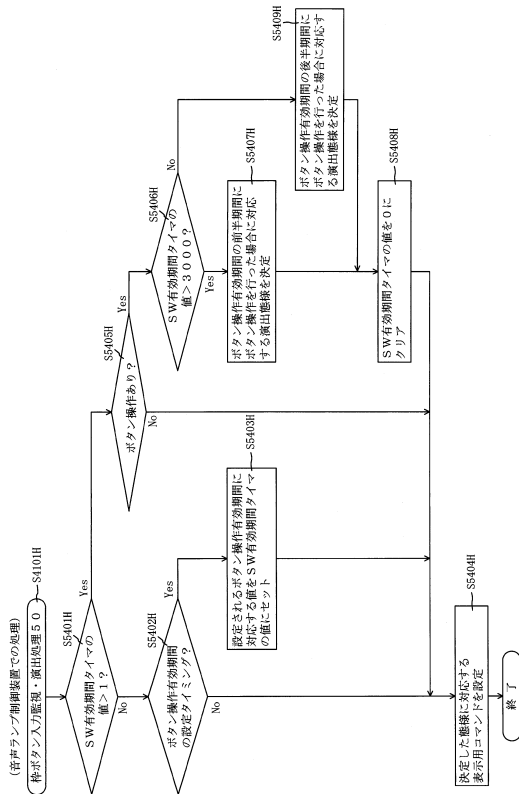 (音声ランプ制御装置での処理)
枠ボタン入力監視・演出処理50
S4101H
S5401H
SW有効期間タイマの
値>1?
Yes
No
S5402H
ボタン操作有効期間
の設定タイミング?
Yes
No
設定されるボタン操作有効期間に
対応する値をSW有効期間タイマ
の値にセット
S5403H
S5405H
ボタン操作あり?
Yes
No
S5406H
SW有効期間タイマの
値>3000?
No
Yes
ボタン操作有効期間の前半期間に
ボタン操作を行った場合に対応
する演出態様を決定
S5407H
ボタン操作有効期間の後半期間に
ボタン操作を行った場合に対応す
る演出態様を決定
S5409H
SW有効期間タイマの値を0に
クリア
S5408H
決定した態様に対応する
表示用コマンドを設定
S5404H
終了